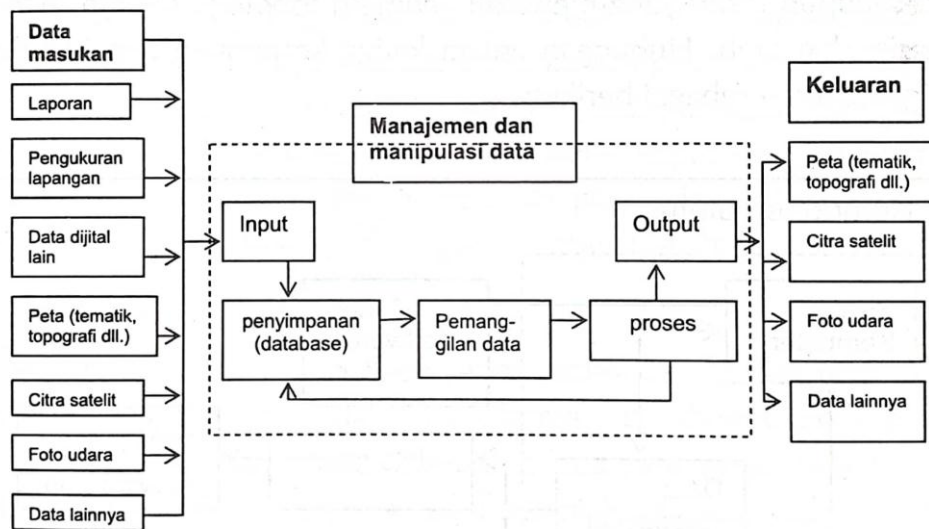 Data
masukan
Laporan
Pengukuran
lapangan
Data dijital
lain
Peta (tematik,
topografi dll.)
Citra satelit
Foto udara
Data lainnya
Manajemen dan
manipulasi data
Input
Output
penyimpanan
(database)
Pemang-
gilan data
proses
Keluaran
Peta (tematik,
topografi dll.)
Citra satelit
Foto udara
Data lainnya